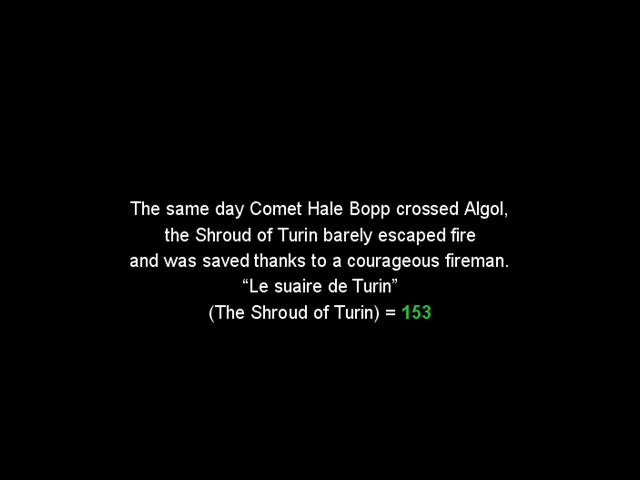 The same day Comet Hale Bopp crossed Algol,
the Shroud of Turin barely escaped fire
and was saved thanks to a courageous fireman.
“Le suaire de Turin”
(The Shroud of Turin) = 153